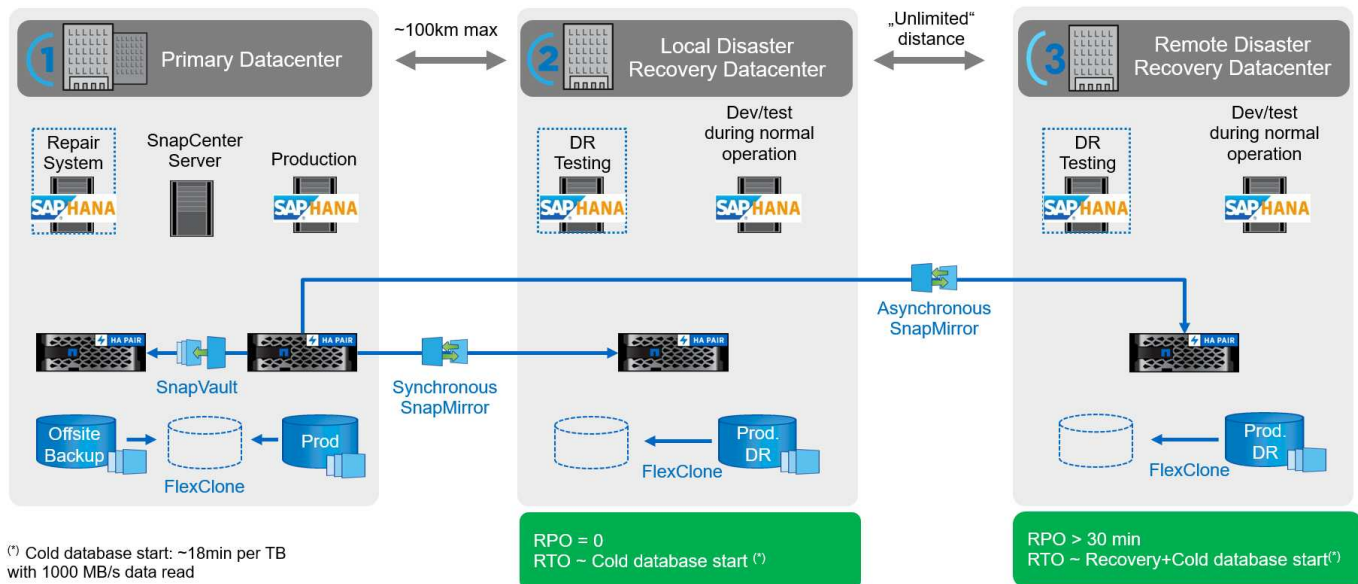 1
Primary Datacenter
~100km max
2
Local Disaster
Recovery Datacenter
„Unlimited“
distance
3
Remote Disaster
Recovery Datacenter
Repair
System
SAP HANA
SnapCenter
Server
Production
SAP HANA
DR
Testing
SAP HANA
Dev/test
during normal
operation
SAP HANA
DR
Testing
SAP HANA
Dev/test
during normal
operation
SAP HANA
Asynchronous
SnapMirror
HA PAIR
SnapVault
HA PAIR
Synchronous
SnapMirror
HA PAIR
HA PAIR
Offsite
Backup
FlexClone
Prod
FlexClone
Prod.
DR
FlexClone
Prod.
DR
(*) Cold database start: ~18min per TB
with 1000 MB/s data read
RPO = 0
RTO ~ Cold database start (*)
RPO > 30 min
RTO ~ Recovery+Cold database start(*)